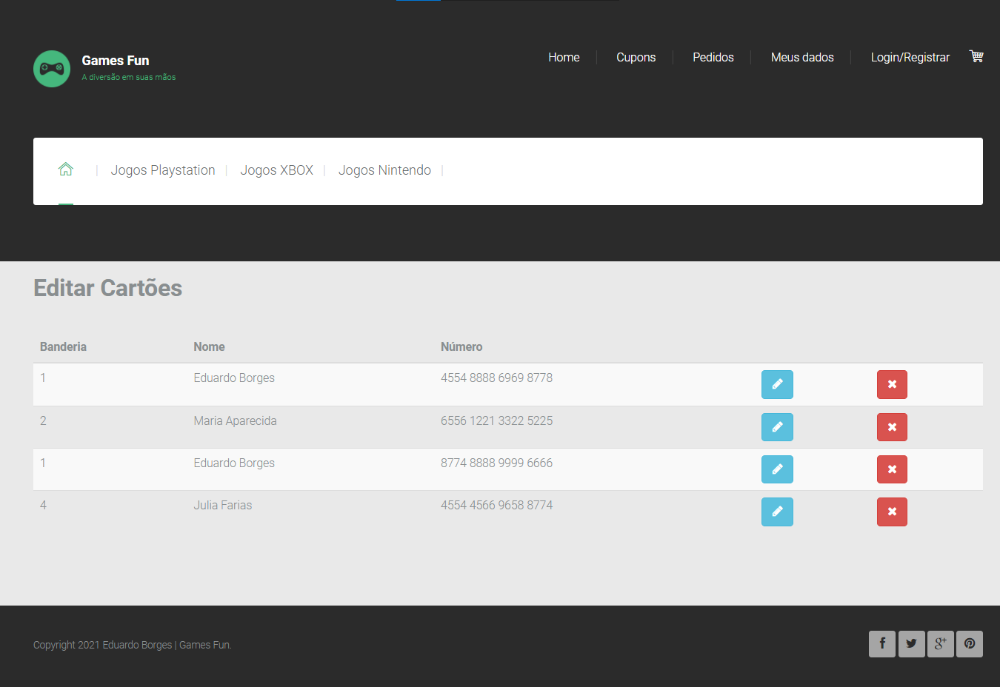 Games Fun
A diversão em suas mãos
Home
Cupons
Pedidos
Meus dados
Login/Registrar
Jogos Playstation
Jogos XBOX
Jogos Nintendo
Editar Cartões
Banderia Nome Número
1 Eduardo Borges 4554 8888 6969 8778
2 Maria Aparecida 6556 1221 3322 5225
1 Eduardo Borges 8774 8888 9999 6666
4 Julia Farias 4554 4566 9658 8774
Copyright 2021 Eduardo Borges | Games Fun.